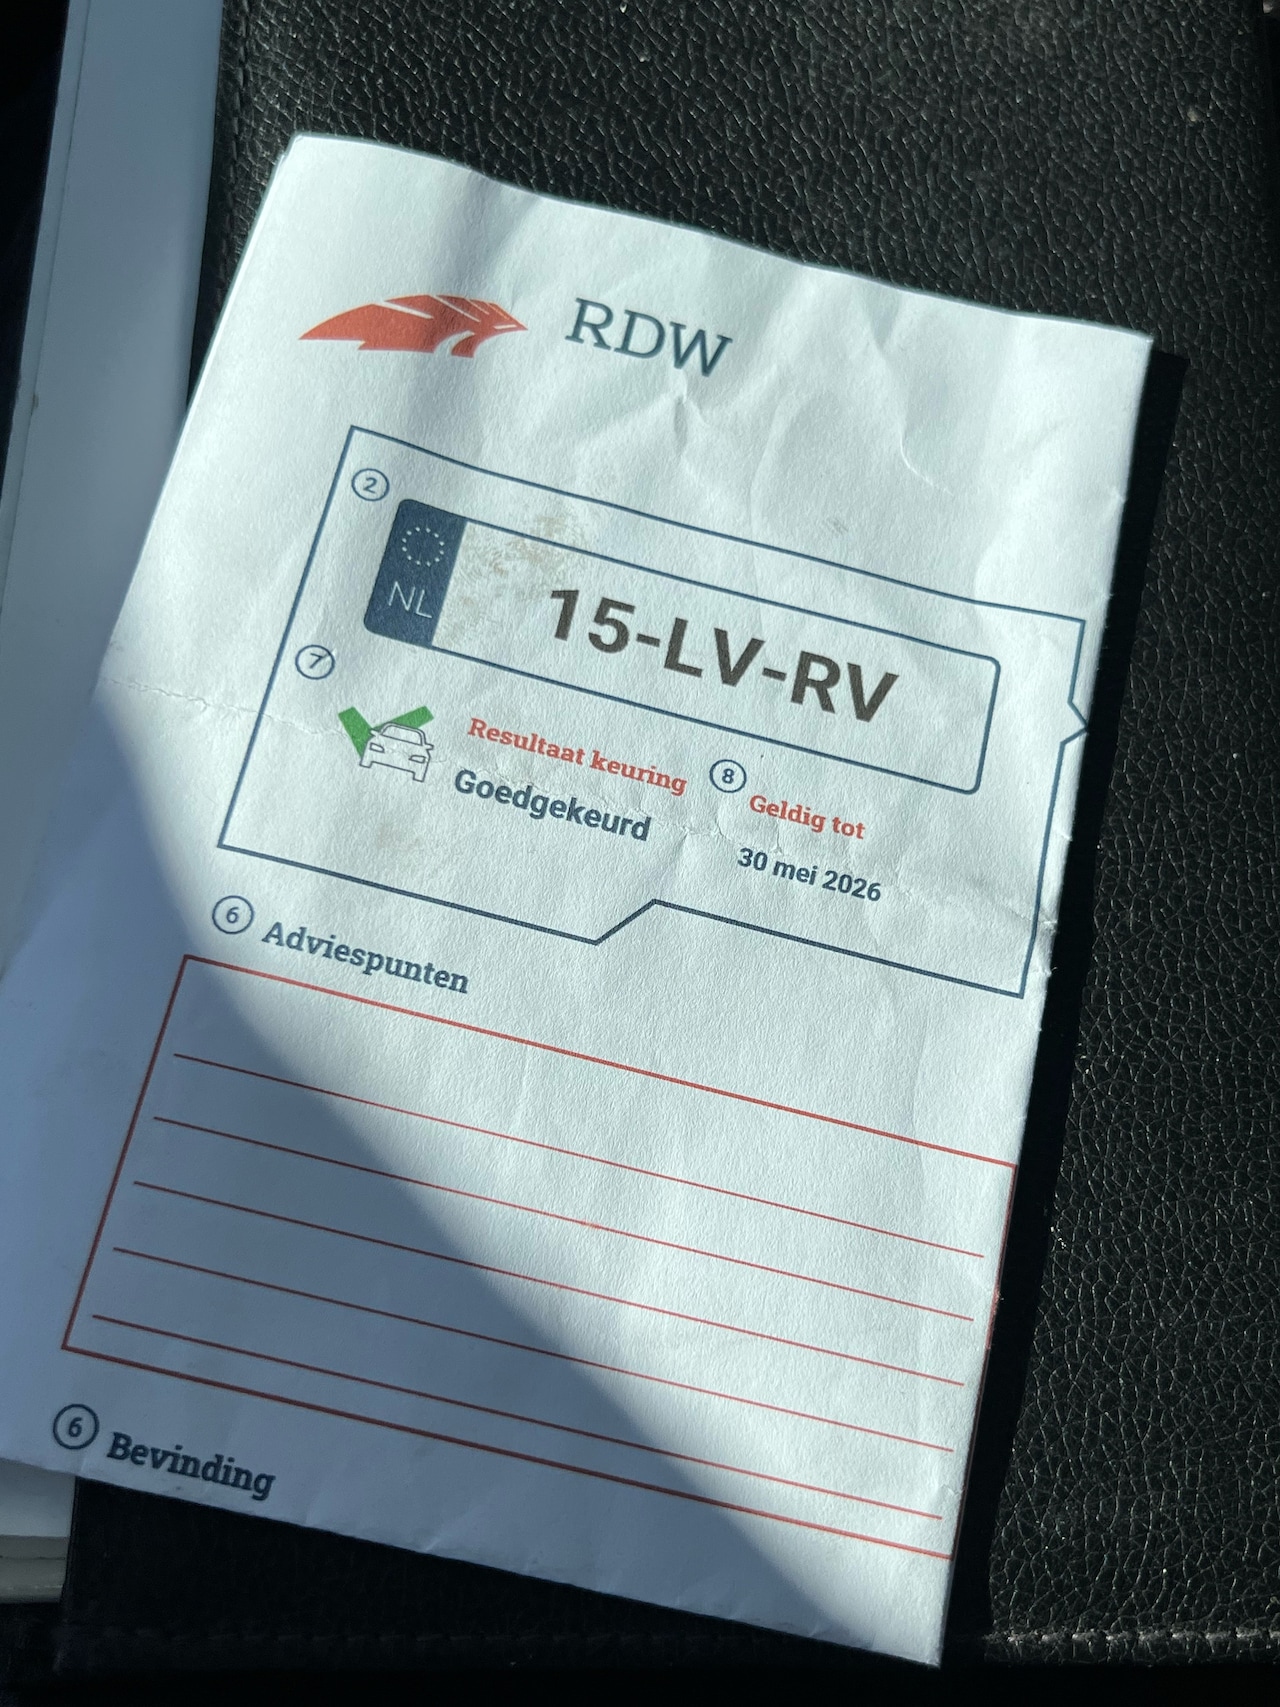 RDW
2
NL
15-LV-RV
7
Resultaat keuring
Goedgekeurd
8
Geldig tot
30 mei 2026
6 Adviespunten
6 Bevinding